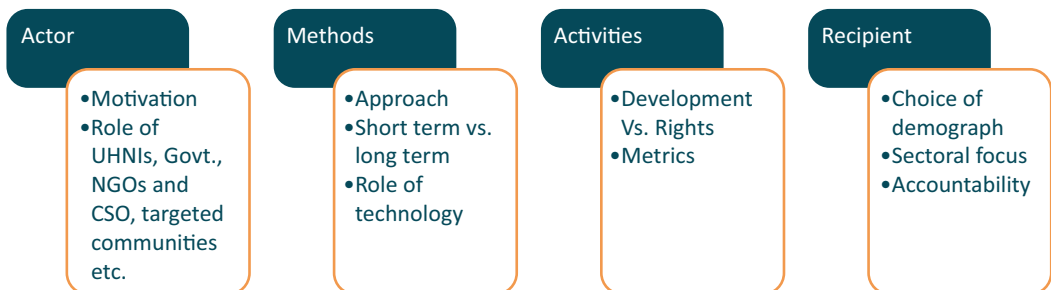 Actor
•Motivation
•Role of
UHNIs, Govt.,
NGOs and
CSO, targeted
communities
etc.
Methods
•Approach
•Short term vs.
long term
•Role of
technology
Activities
•Development
Vs. Rights
•Metrics
Recipient
•Choice of
demograph
•Sectoral focus
•Accountability